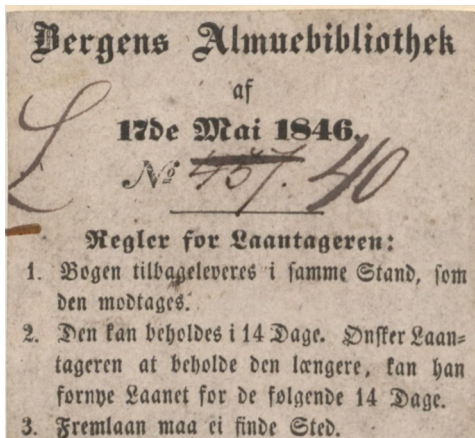 Bergens Almuebibliothek
af
17de Mai 1846.
L
№ 457. 40
Regler for Laantageren:
1. Bogen tilbageleveres i samme Stand, som
den modtages.
2. Den kan beholdes i 14 Dage. Ønsker Laan-
tageren at beholde den længere, kan han
fornye Laanet for de følgende 14 Dage.
3. Fremlaan maa ei finde Sted.